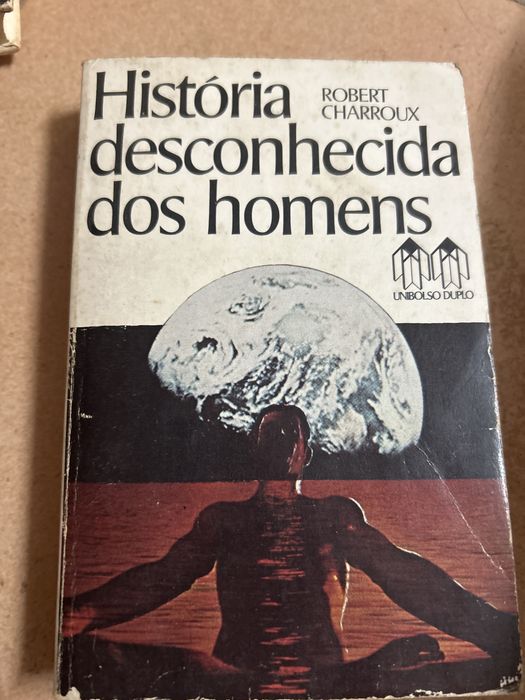 História
ROBERT
CHARROUX
desconhecida
dos homens
UNIBOLSO DUPLO